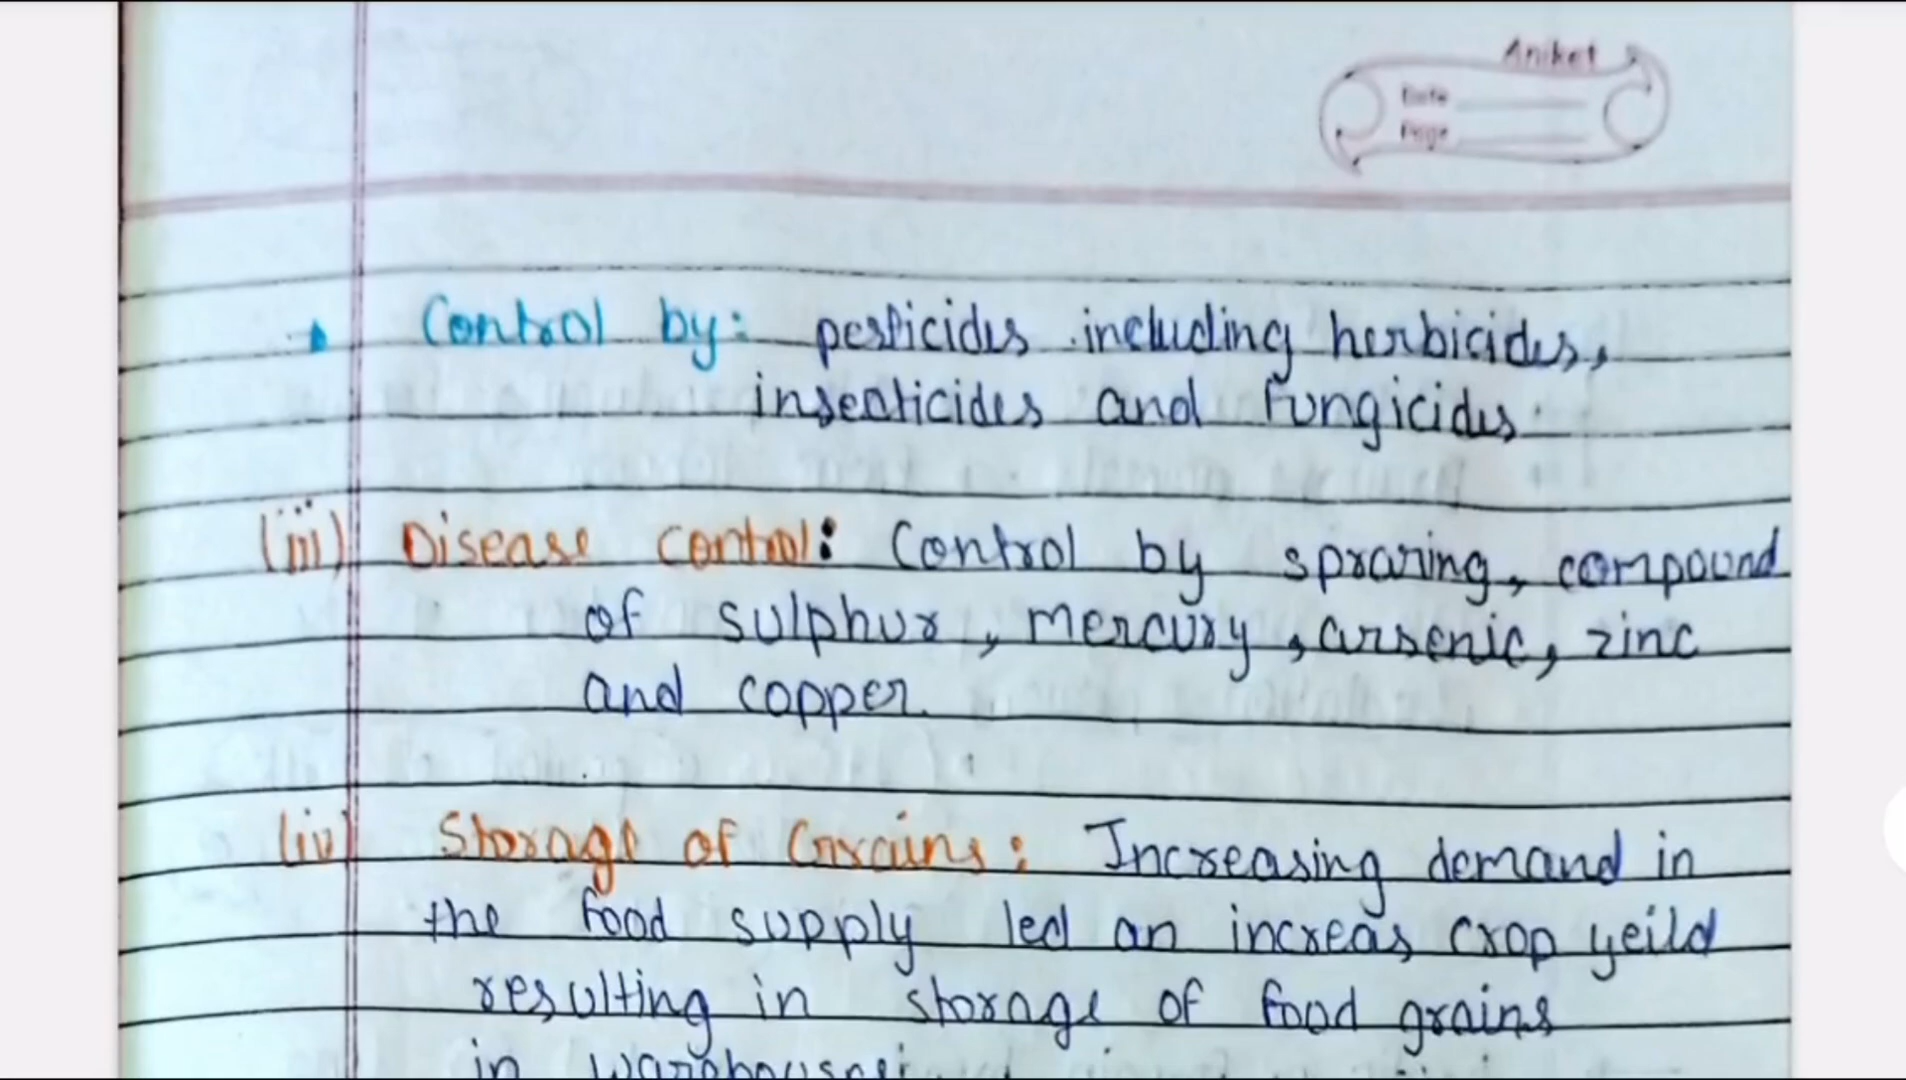 Aniket
Date
Page
Control by: pesticides including herbicides,
insecticides and fungicides.
(iii) Disease control: Control by spraring, compound
of sulphur, mercury, arsenic, zinc
and copper.
(iv) Storage of Grains: Increasing demand in
the food supply led an increas crop yeild
resulting in storage of food grains
in